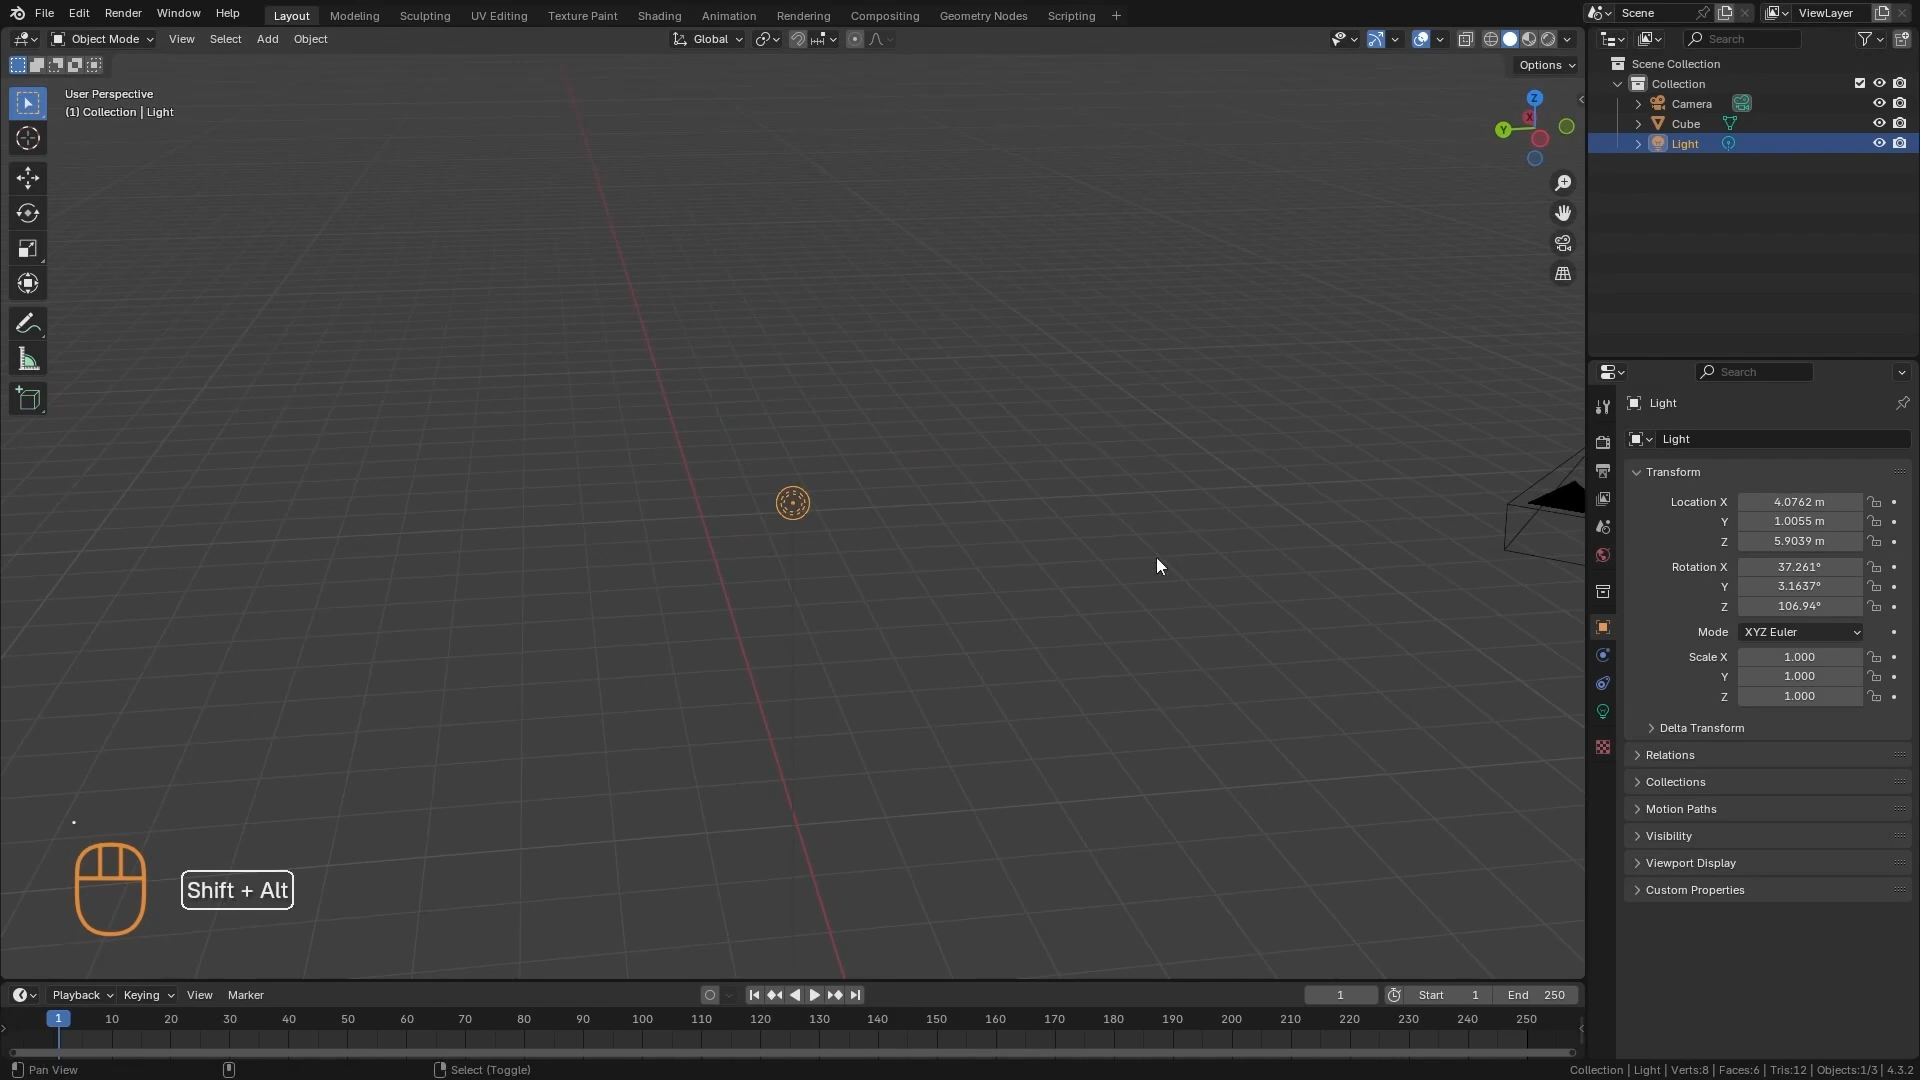 File Edit Render Window Help Layout Modeling Sculpting UV Editing Texture Paint Shading Animation Rendering Compositing Geometry Nodes Scripting + Scene ViewLayer
Object Mode View Select Add Object Global Search
Options
User Perspective
(1) Collection | Light
Z
X
Y
Scene Collection
Collection
Camera
Cube
Light
Search
Light
Light
Transform
Location X 4.0762 m
Y 1.0055 m
Z 5.9039 m
Rotation X 37.261°
Y 3.1637°
Z 106.94°
Mode XYZ Euler
Scale X 1.000
Y 1.000
Z 1.000
Delta Transform
Relations
Collections
Motion Paths
Visibility
Viewport Display
Custom Properties
Shift + Alt
Playback Keying View Marker 1 Start 1 End 250
1 10 20 30 40 50 60 70 80 90 100 110 120 130 140 150 160 170 180 190 200 210 220 230 240 250
Pan View Select (Toggle) Collection | Light | Verts:8 | Faces:6 | Tris:12 | Objects:1/3 | 4.3.2